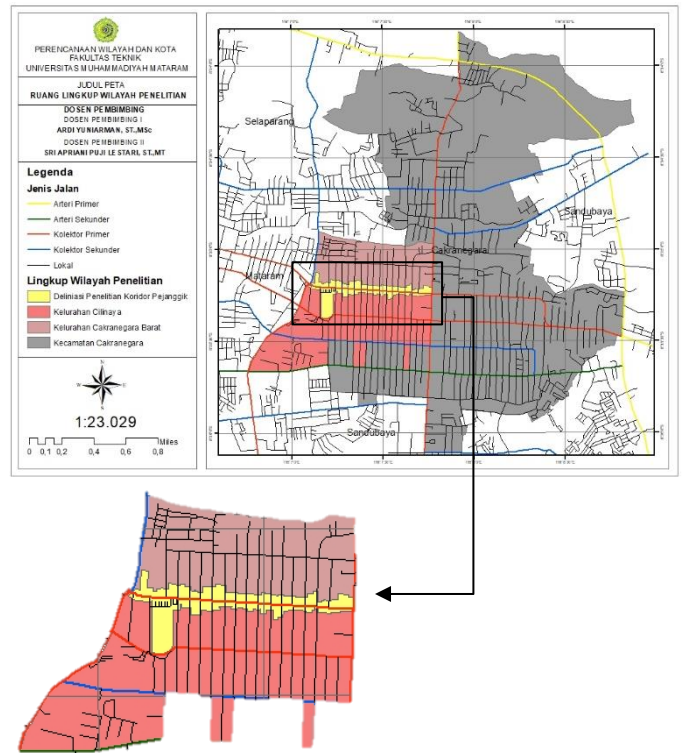 PERENCANAAN WILAYAH DAN KOTA
FAKULTAS TEKNIK
UNIVERSITAS MUHAMMADIYAH MATARAM
JUDUL PETA
RUANG LINGKUP WILAYAH PENELITIAN
DOSEN PEMBIMBING
DOSEN PEMBIMBING I
ARDI YUNIARMAN, ST.,MSc
DOSEN PEMBIMBING II
SRI APRIANI PUJI LESTARI, ST.,MT
Legenda
Jenis Jalan
Arteri Primer
Arteri Sekunder
Kolektor Primer
Kolektor Sekunder
Lokal
Lingkup Wilayah Penelitian
Deliniasi Penelitian Koridor Pejanggik
Kelurahan Cilinaya
Kelurahan Cakranegara Barat
Kecamatan Cakranegara
N
1:23.029
Miles
0 0,1 0,2 0,4 0,6 0,8
Selaparang
Sandubaya
Cakranegara
Mataram
Sandubaya